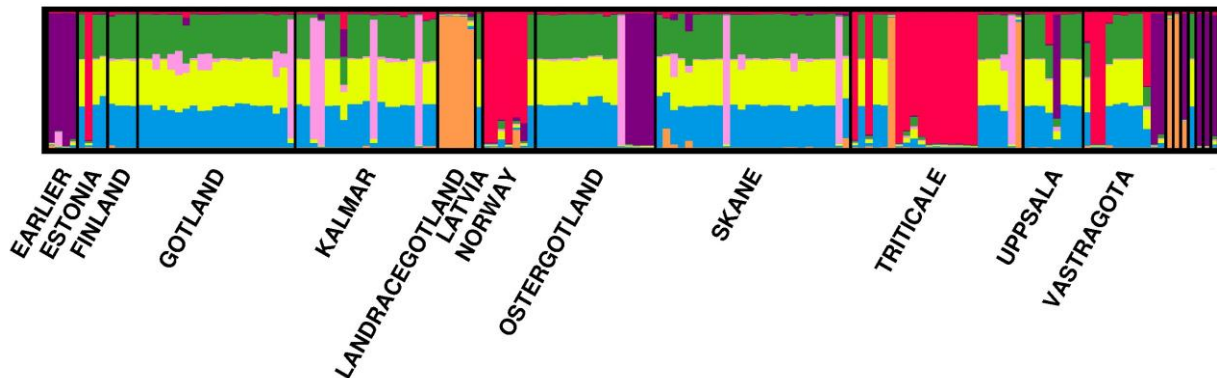 EARLIER
ESTONIA
FINLAND
GOTLAND
KALMAR
LANDRACEGOTLAND
LATVIA
NORWAY
OSTERGOTLAND
SKANE
TRITICALE
UPPSALA
VASTRAGOTA